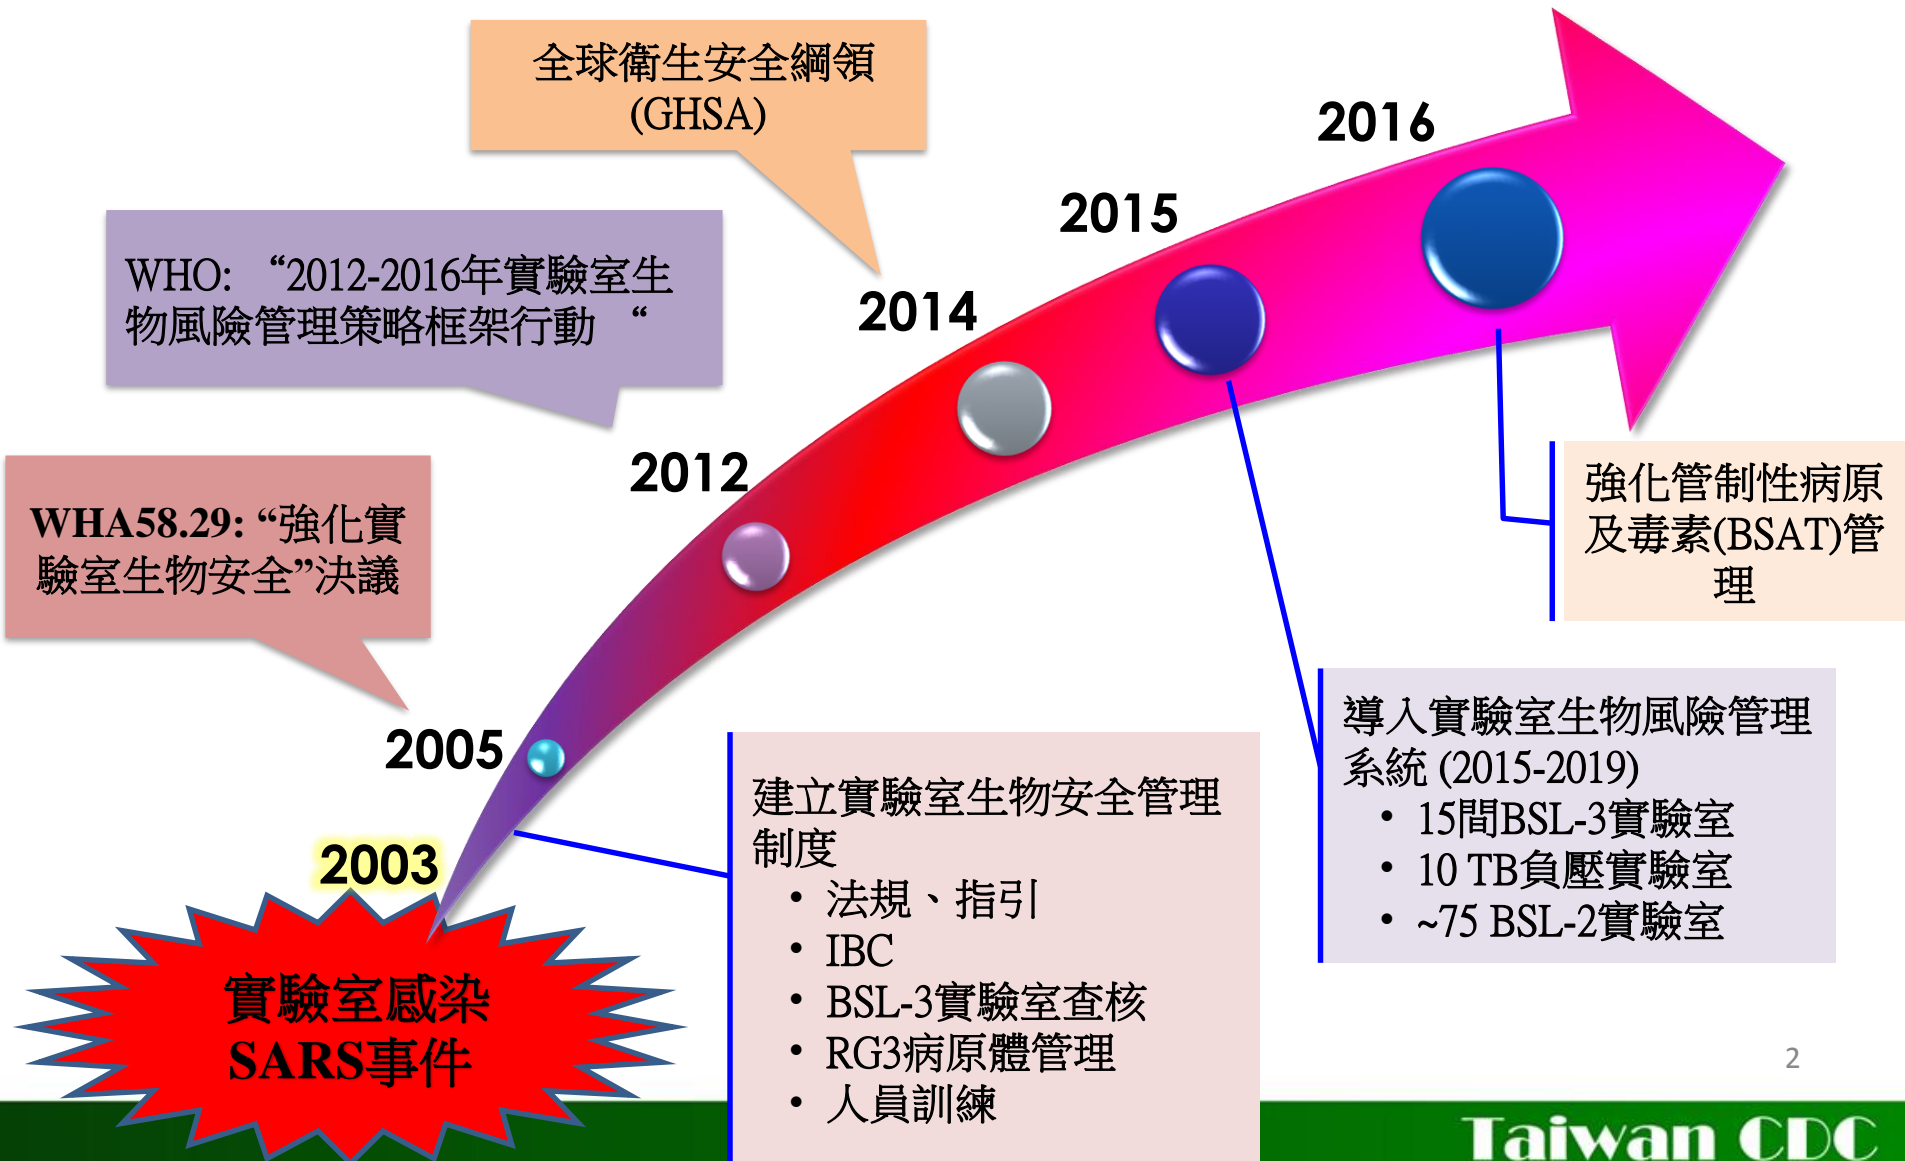 全球衛生安全綱領
(GHSA)
2016
2015
WHO: “2012-2016年實驗室生
物風險管理策略框架行動 “
2014
2012
WHA58.29: “強化實
驗室生物安全”決議
強化管制性病原
及毒素(BSAT)管
理
2005
導入實驗室生物風險管理
系統 (2015-2019)
• 15間BSL-3實驗室
• 10 TB負壓實驗室
• ~75 BSL-2實驗室
建立實驗室生物安全管理
制度
• 法規、指引
• IBC
• BSL-3實驗室查核
• RG3病原體管理
• 人員訓練
2003
實驗室感染
SARS事件
2
Taiwan CDC